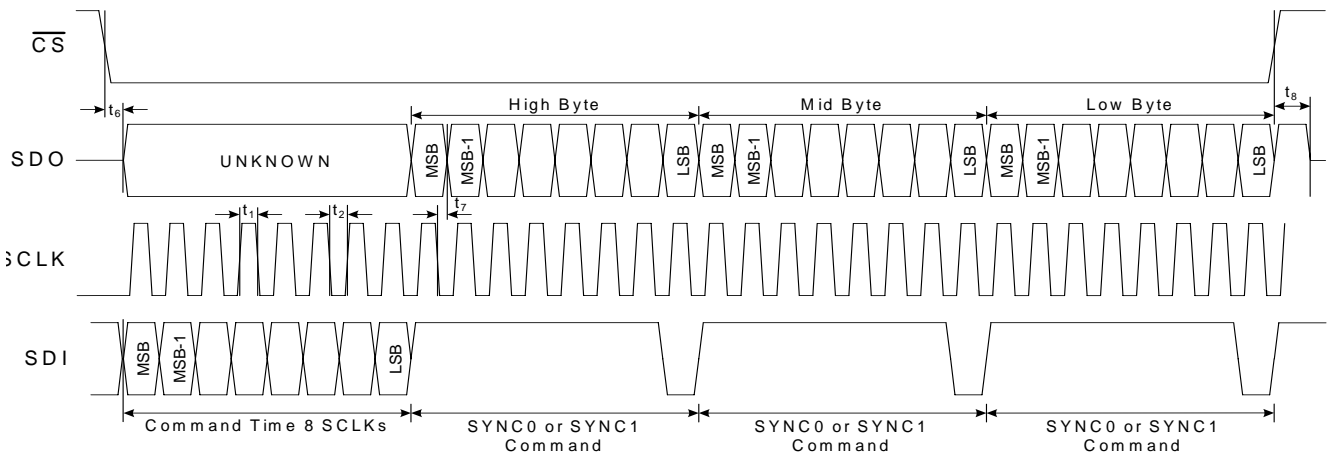 CS
High Byte Mid Byte Low Byte
t6 t8
SDO UNKNOWN MSB MSB-1 LSB MSB MSB-1 LSB MSB MSB-1 LSB
t1 t2 t7
SCLK
SDI MSB MSB-1 LSB
Command Time 8 SCLKs
SYNC0 or SYNC1
Command
SYNC0 or SYNC1
Command
SYNC0 or SYNC1
Command